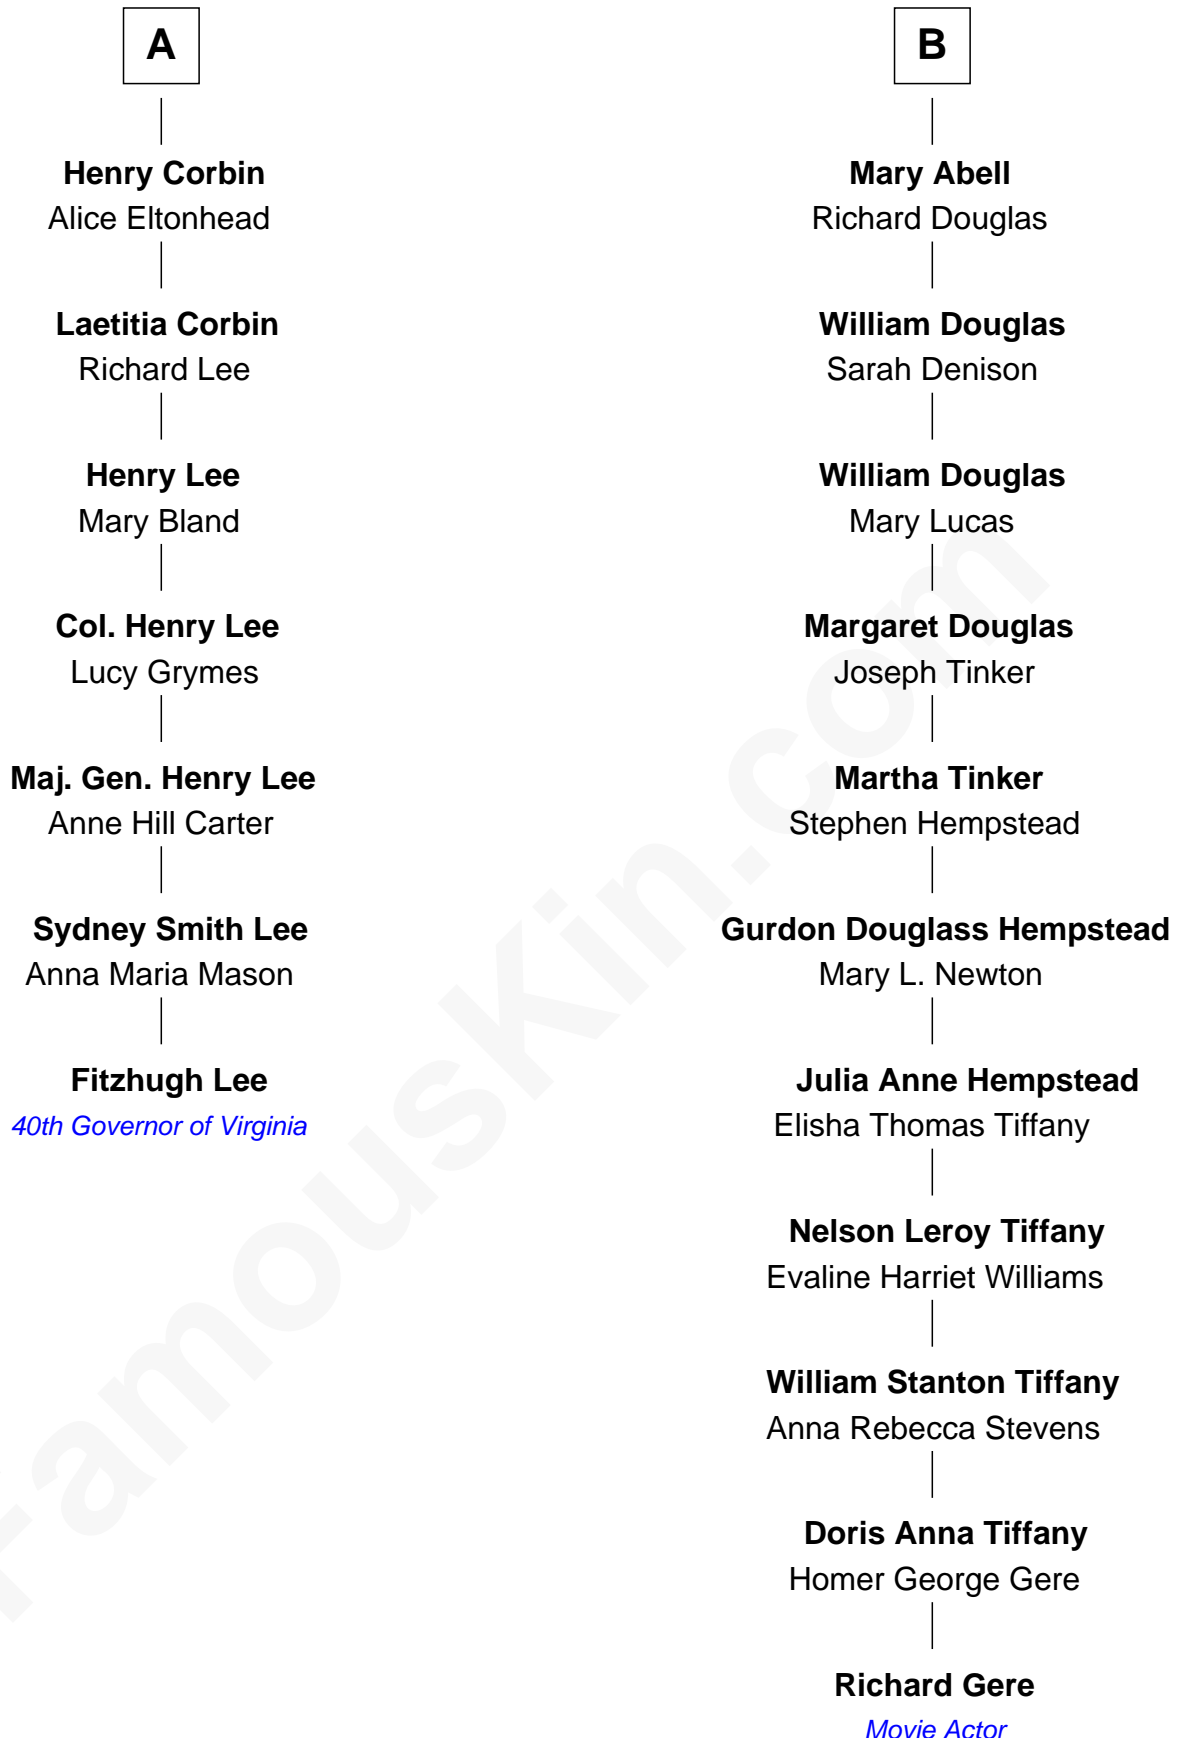 A
Henry Corbin
Alice Eltonhead
Laetitia Corbin
Richard Lee
Henry Lee
Mary Bland
Col. Henry Lee
Lucy Grymes
Maj. Gen. Henry Lee
Anne Hill Carter
Sydney Smith Lee
Anna Maria Mason
Fitzhugh Lee
40th Governor of Virginia
B
Mary Abell
Richard Douglas
William Douglas
Sarah Denison
William Douglas
Mary Lucas
Margaret Douglas
Joseph Tinker
Martha Tinker
Stephen Hempstead
Gurdon Douglass Hempstead
Mary L. Newton
Julia Anne Hempstead
Elisha Thomas Tiffany
Nelson Leroy Tiffany
Evaline Harriet Williams
William Stanton Tiffany
Anna Rebecca Stevens
Doris Anna Tiffany
Homer George Gere
Richard Gere
Movie Actor
FamousKin.com